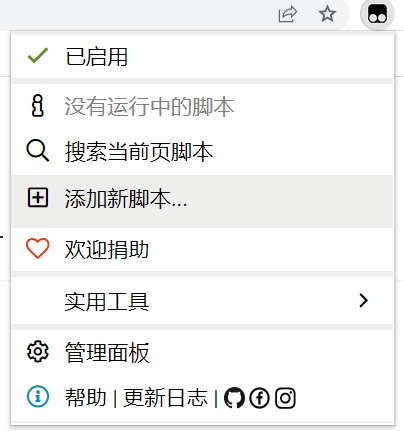 已启用
没有运行中的脚本
搜索当前页脚本
添加新脚本...
欢迎捐助
实用工具
管理面板
帮助 | 更新日志 |